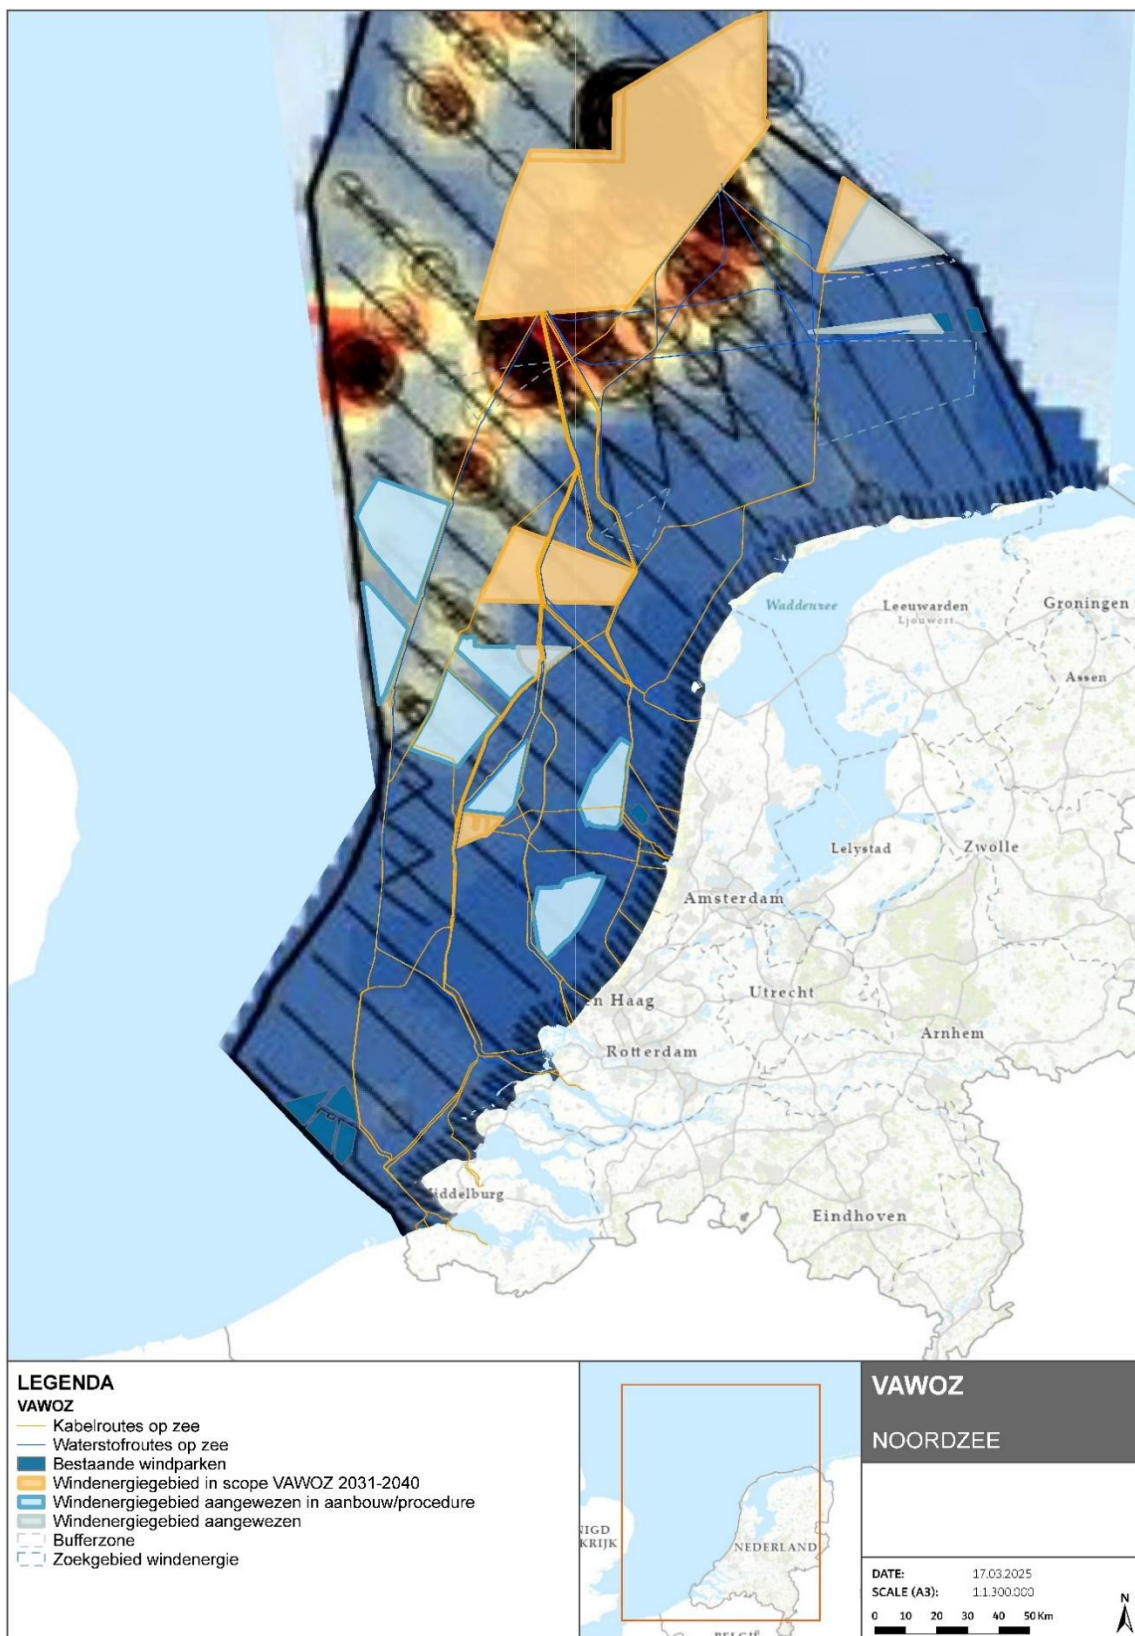 Waddenzee
Leeuwarden
Ljouwert
Groningen
Assen
Lelystad
Zwolle
Amsterdam
en Haag
Utrecht
Arnhem
Rotterdam
iddelburg
Eindhoven
LEGENDA
VAWOZ
Kabelroutes op zee
Waterstofroutes op zee
Bestaande windparken
Windenergiegebied in scope VAWOZ 2031-2040
Windenergiegebied aangewezen in aanbouw/procedure
Windenergiegebied aangewezen
Bufferzone
Zoekgebied windenergie
NIGD
KRIJK
NEDERLAND
BELGIË
VAWOZ
NOORDZEE
DATE: 17.03.2025
SCALE (A3): 1:1.300.000
0 10 20 30 40 50 Km
N